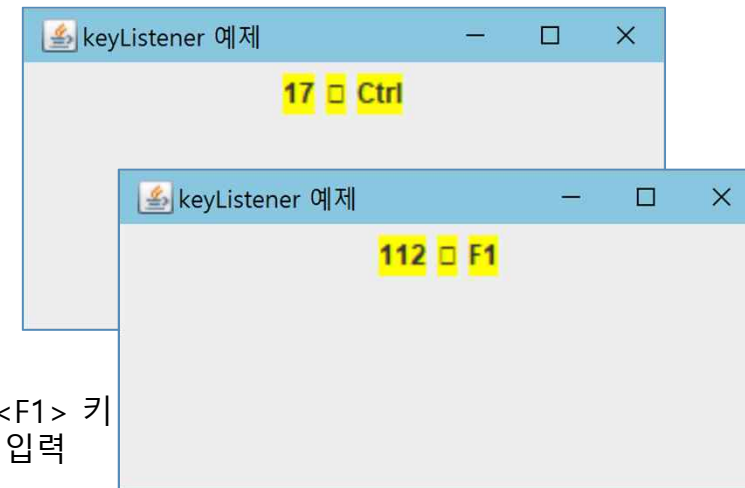 keyListener 예제
17 □ Ctrl
keyListener 예제
112 □ F1
<F1> 키
입력